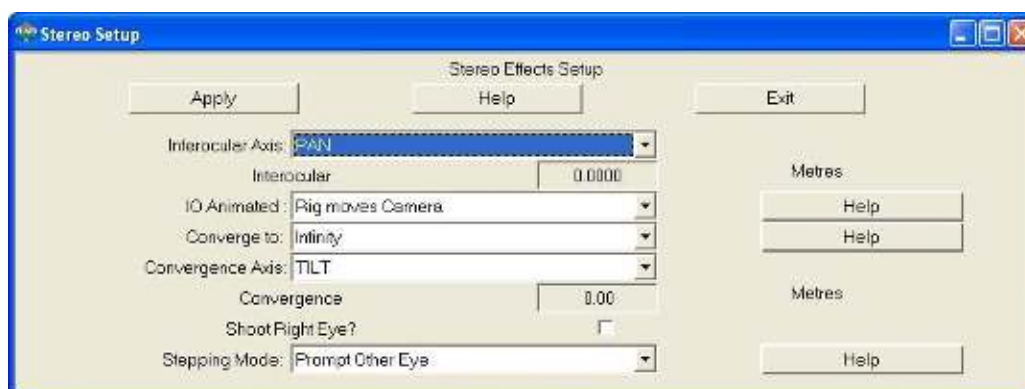 Stereo Setup
Stereo Effects Setup
Apply Help Exit
Interocular Axis: PAN
Interocular 0.0000 Metres
IO Animated : Rig moves Camera Help
Converge to: Infinity Help
Convergence Axis: TILT
Convergence 0.00 Metres
Shoot Right Eye?
Stepping Mode: Prompt Other Eye Help